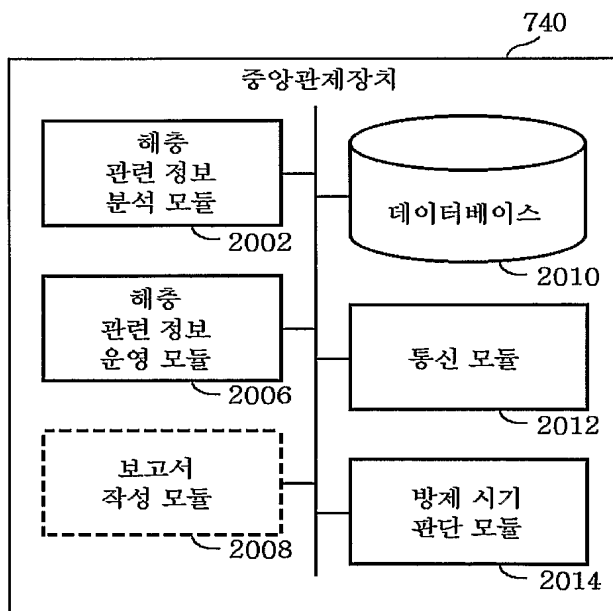 740
중앙관제장치
해충
관련 정보
분석 모듈
2002
데이터베이스
2010
해충
관련 정보
운영 모듈
2006
통신 모듈
2012
보고서
작성 모듈
2008
방제 시기
판단 모듈
2014